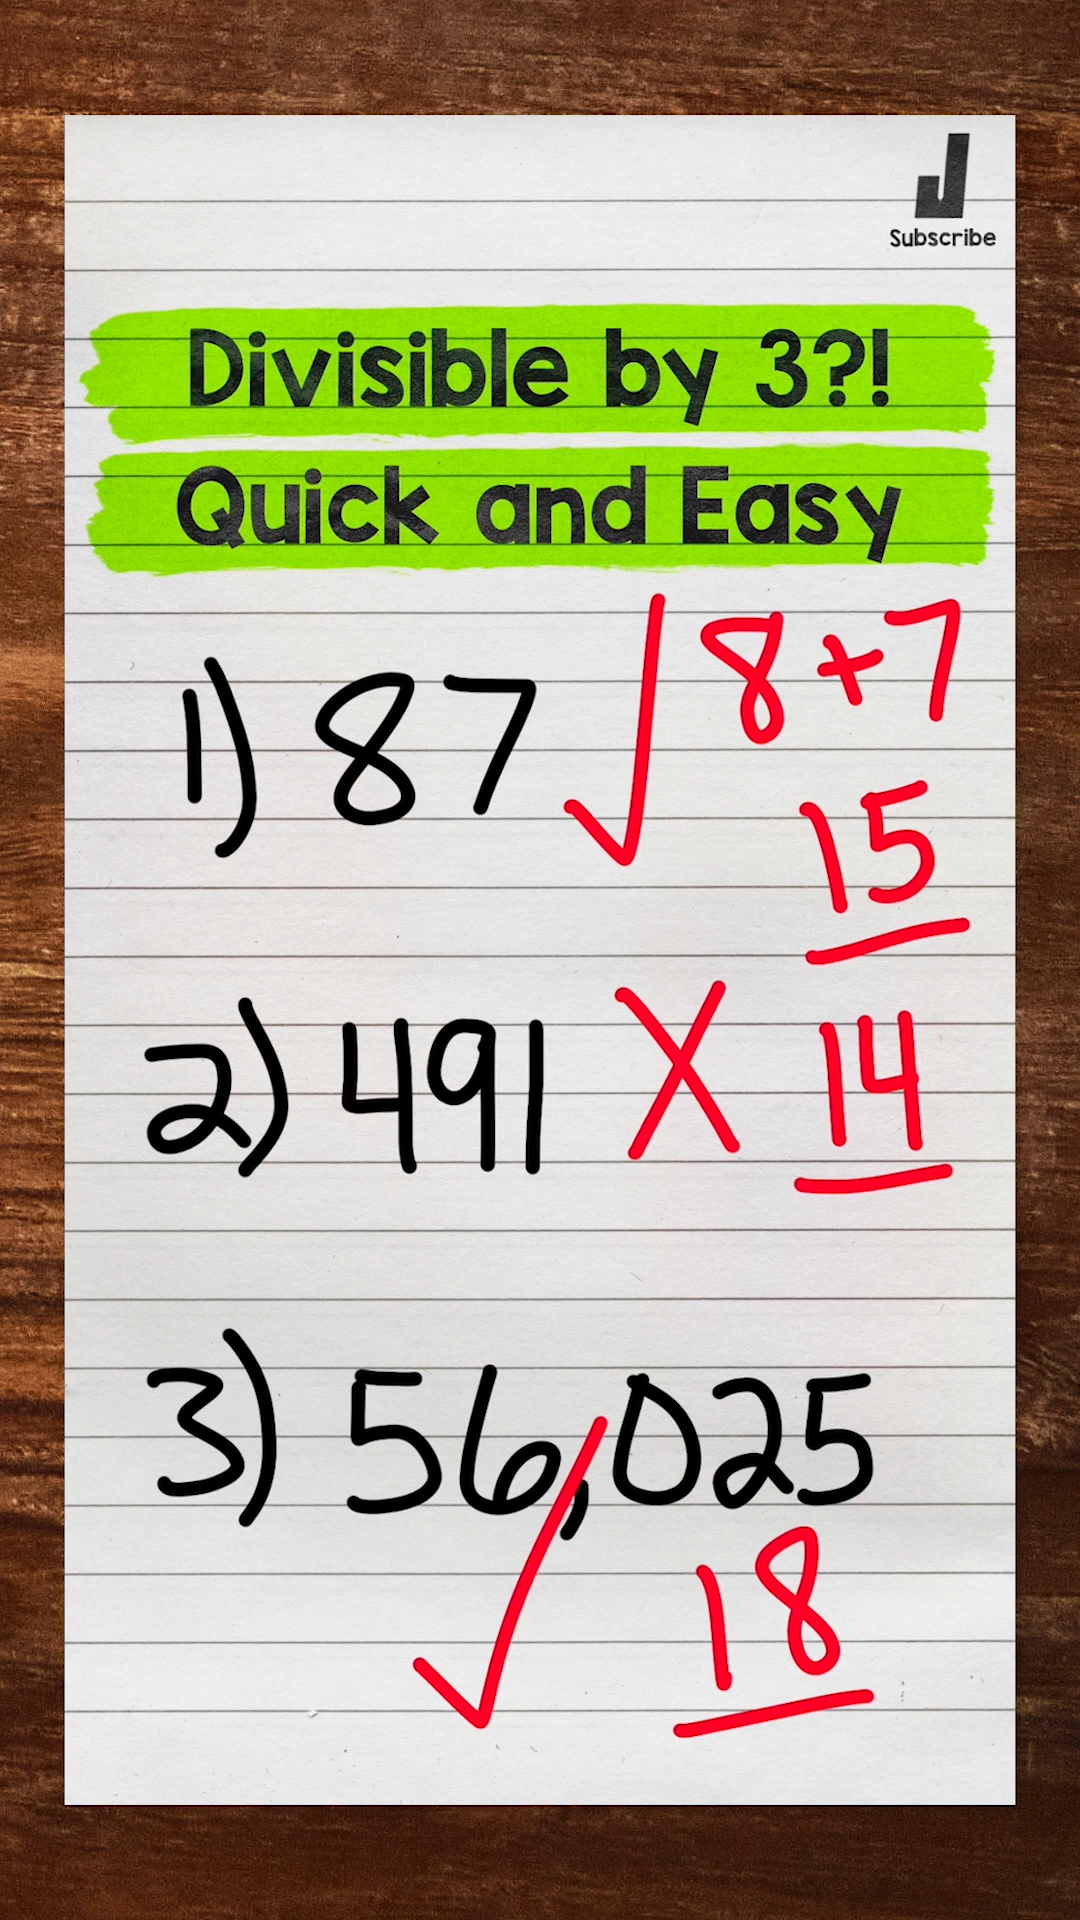 J
Subscribe
Divisible by 3?!
Quick and Easy
1) 87 √ 8+7
15
2) 491 X 14
3) 56,025
✓ 18